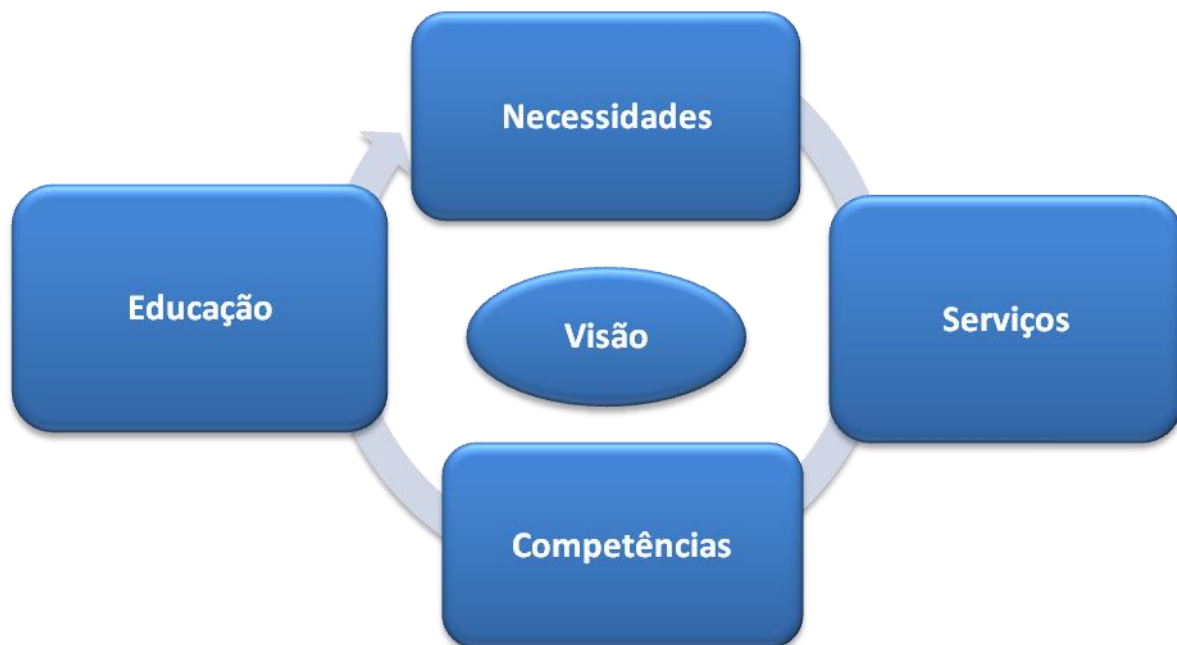 Necessidades
Educação
Visão
Serviços
Competências